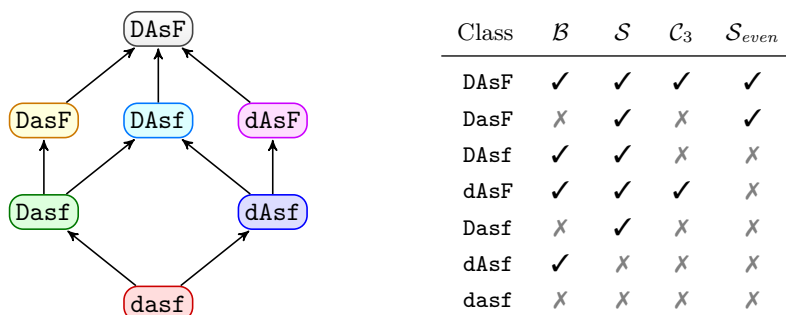 DAsF
DasF DAsf dAsF
Dasf dAsf
dasf
Class ℬ 𝒮 𝒞₃ 𝒮ₑᵥₑₙ
DAsF ✓ ✓ ✓ ✓
DasF ✗ ✓ ✗ ✓
DAsf ✓ ✓ ✗ ✗
dAsF ✓ ✓ ✓ ✗
Dasf ✗ ✓ ✗ ✗
dAsf ✓ ✗ ✗ ✗
dasf ✗ ✗ ✗ ✗